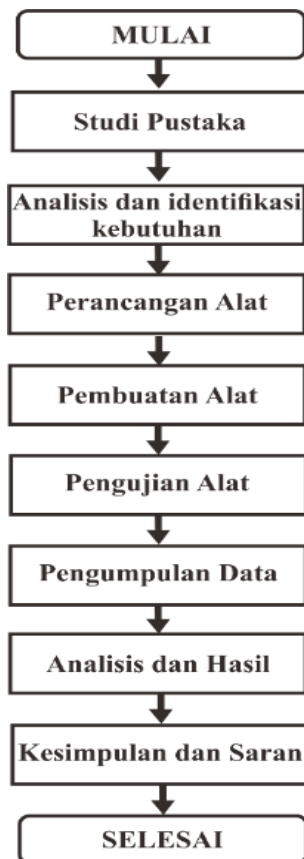 MULAI
Studi Pustaka
Analisis dan identifikasi
kebutuhan
Perancangan Alat
Pembuatan Alat
Pengujian Alat
Pengumpulan Data
Analisis dan Hasil
Kesimpulan dan Saran
SELESAI